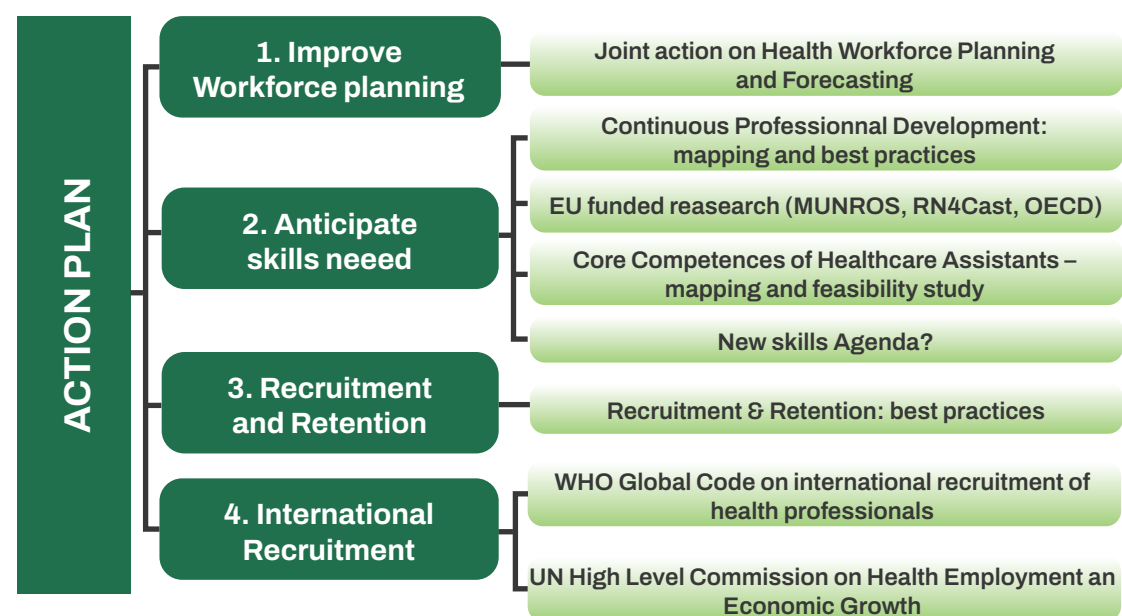 ACTION PLAN
1. Improve
Workforce planning
Joint action on Health Workforce Planning
and Forecasting
2. Anticipate
skills neeed
Continuous Professionnal Development:
mapping and best practices
EU funded reasearch (MUNROS, RN4Cast, OECD)
Core Competences of Healthcare Assistants –
mapping and feasibility study
New skills Agenda?
3. Recruitment
and Retention
Recruitment & Retention: best practices
4. International
Recruitment
WHO Global Code on international recruitment of
health professionals
UN High Level Commission on Health Employment an
Economic Growth